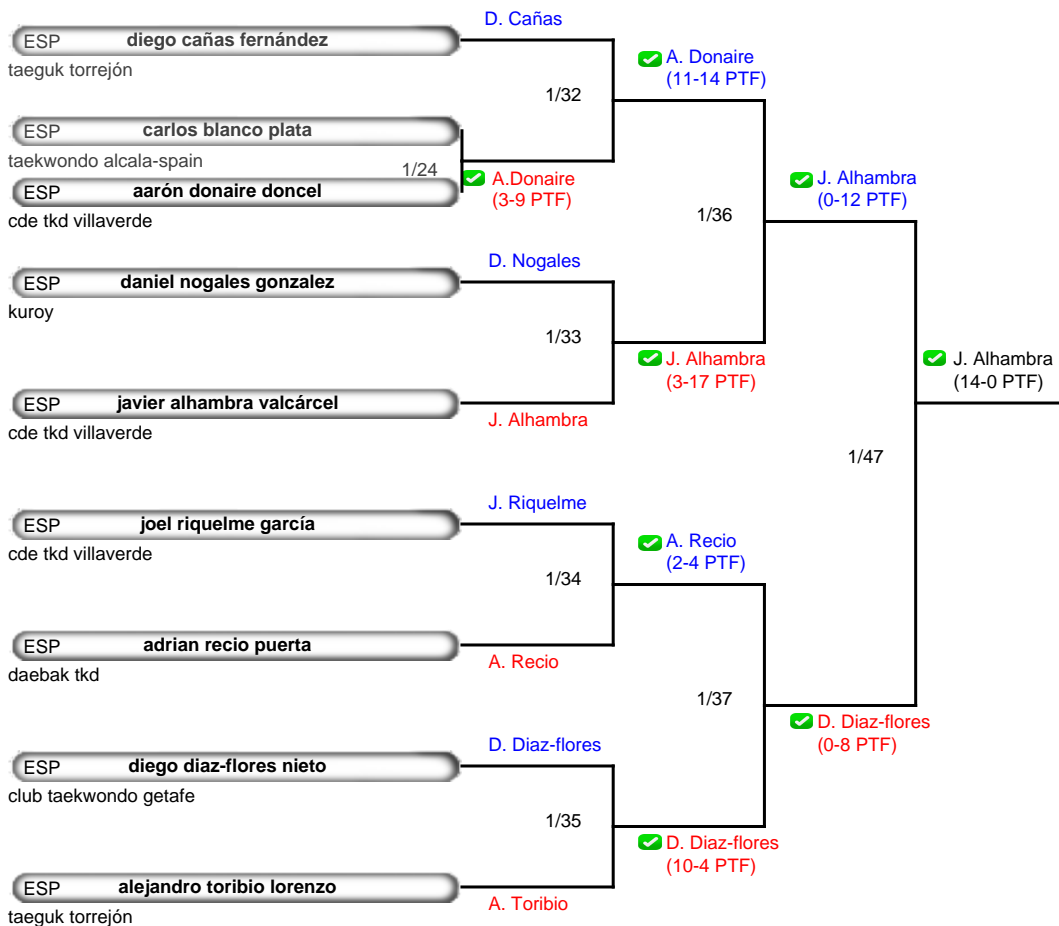 D. Cañas
ESP diego cañas fernández
taeguk torrejón
A. Donaire
(11-14 PTF)
1/32
ESP carlos blanco plata
taekwondo alcala-spain
1/24
ESP aarón donaire doncel
cde tkd villaverde
A.Donaire
(3-9 PTF)
J. Alhambra
(0-12 PTF)
1/36
D. Nogales
ESP daniel nogales gonzalez
kuroy
1/33
J. Alhambra
(3-17 PTF)
J. Alhambra
(14-0 PTF)
ESP javier alhambra valcárcel
cde tkd villaverde
J. Alhambra
1/47
J. Riquelme
ESP joel riquelme garcía
cde tkd villaverde
A. Recio
(2-4 PTF)
1/34
ESP adrian recio puerta
daebak tkd
A. Recio
1/37
D. Diaz-flores
(0-8 PTF)
D. Diaz-flores
ESP diego diaz-flores nieto
club taekwondo getafe
1/35
D. Diaz-flores
(10-4 PTF)
ESP alejandro toribio lorenzo
taeguk torrejón
A. Toribio